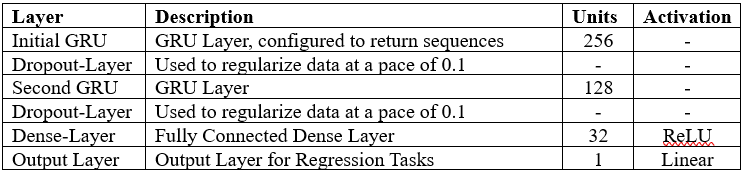 Layer Description Units Activation
Initial GRU GRU Layer, configured to return sequences 256 -
Dropout-Layer Used to regularize data at a pace of 0.1 - -
Second GRU GRU Layer 128 -
Dropout-Layer Used to regularize data at a pace of 0.1 - -
Dense-Layer Fully Connected Dense Layer 32 ReLU
Output Layer Output Layer for Regression Tasks 1 Linear